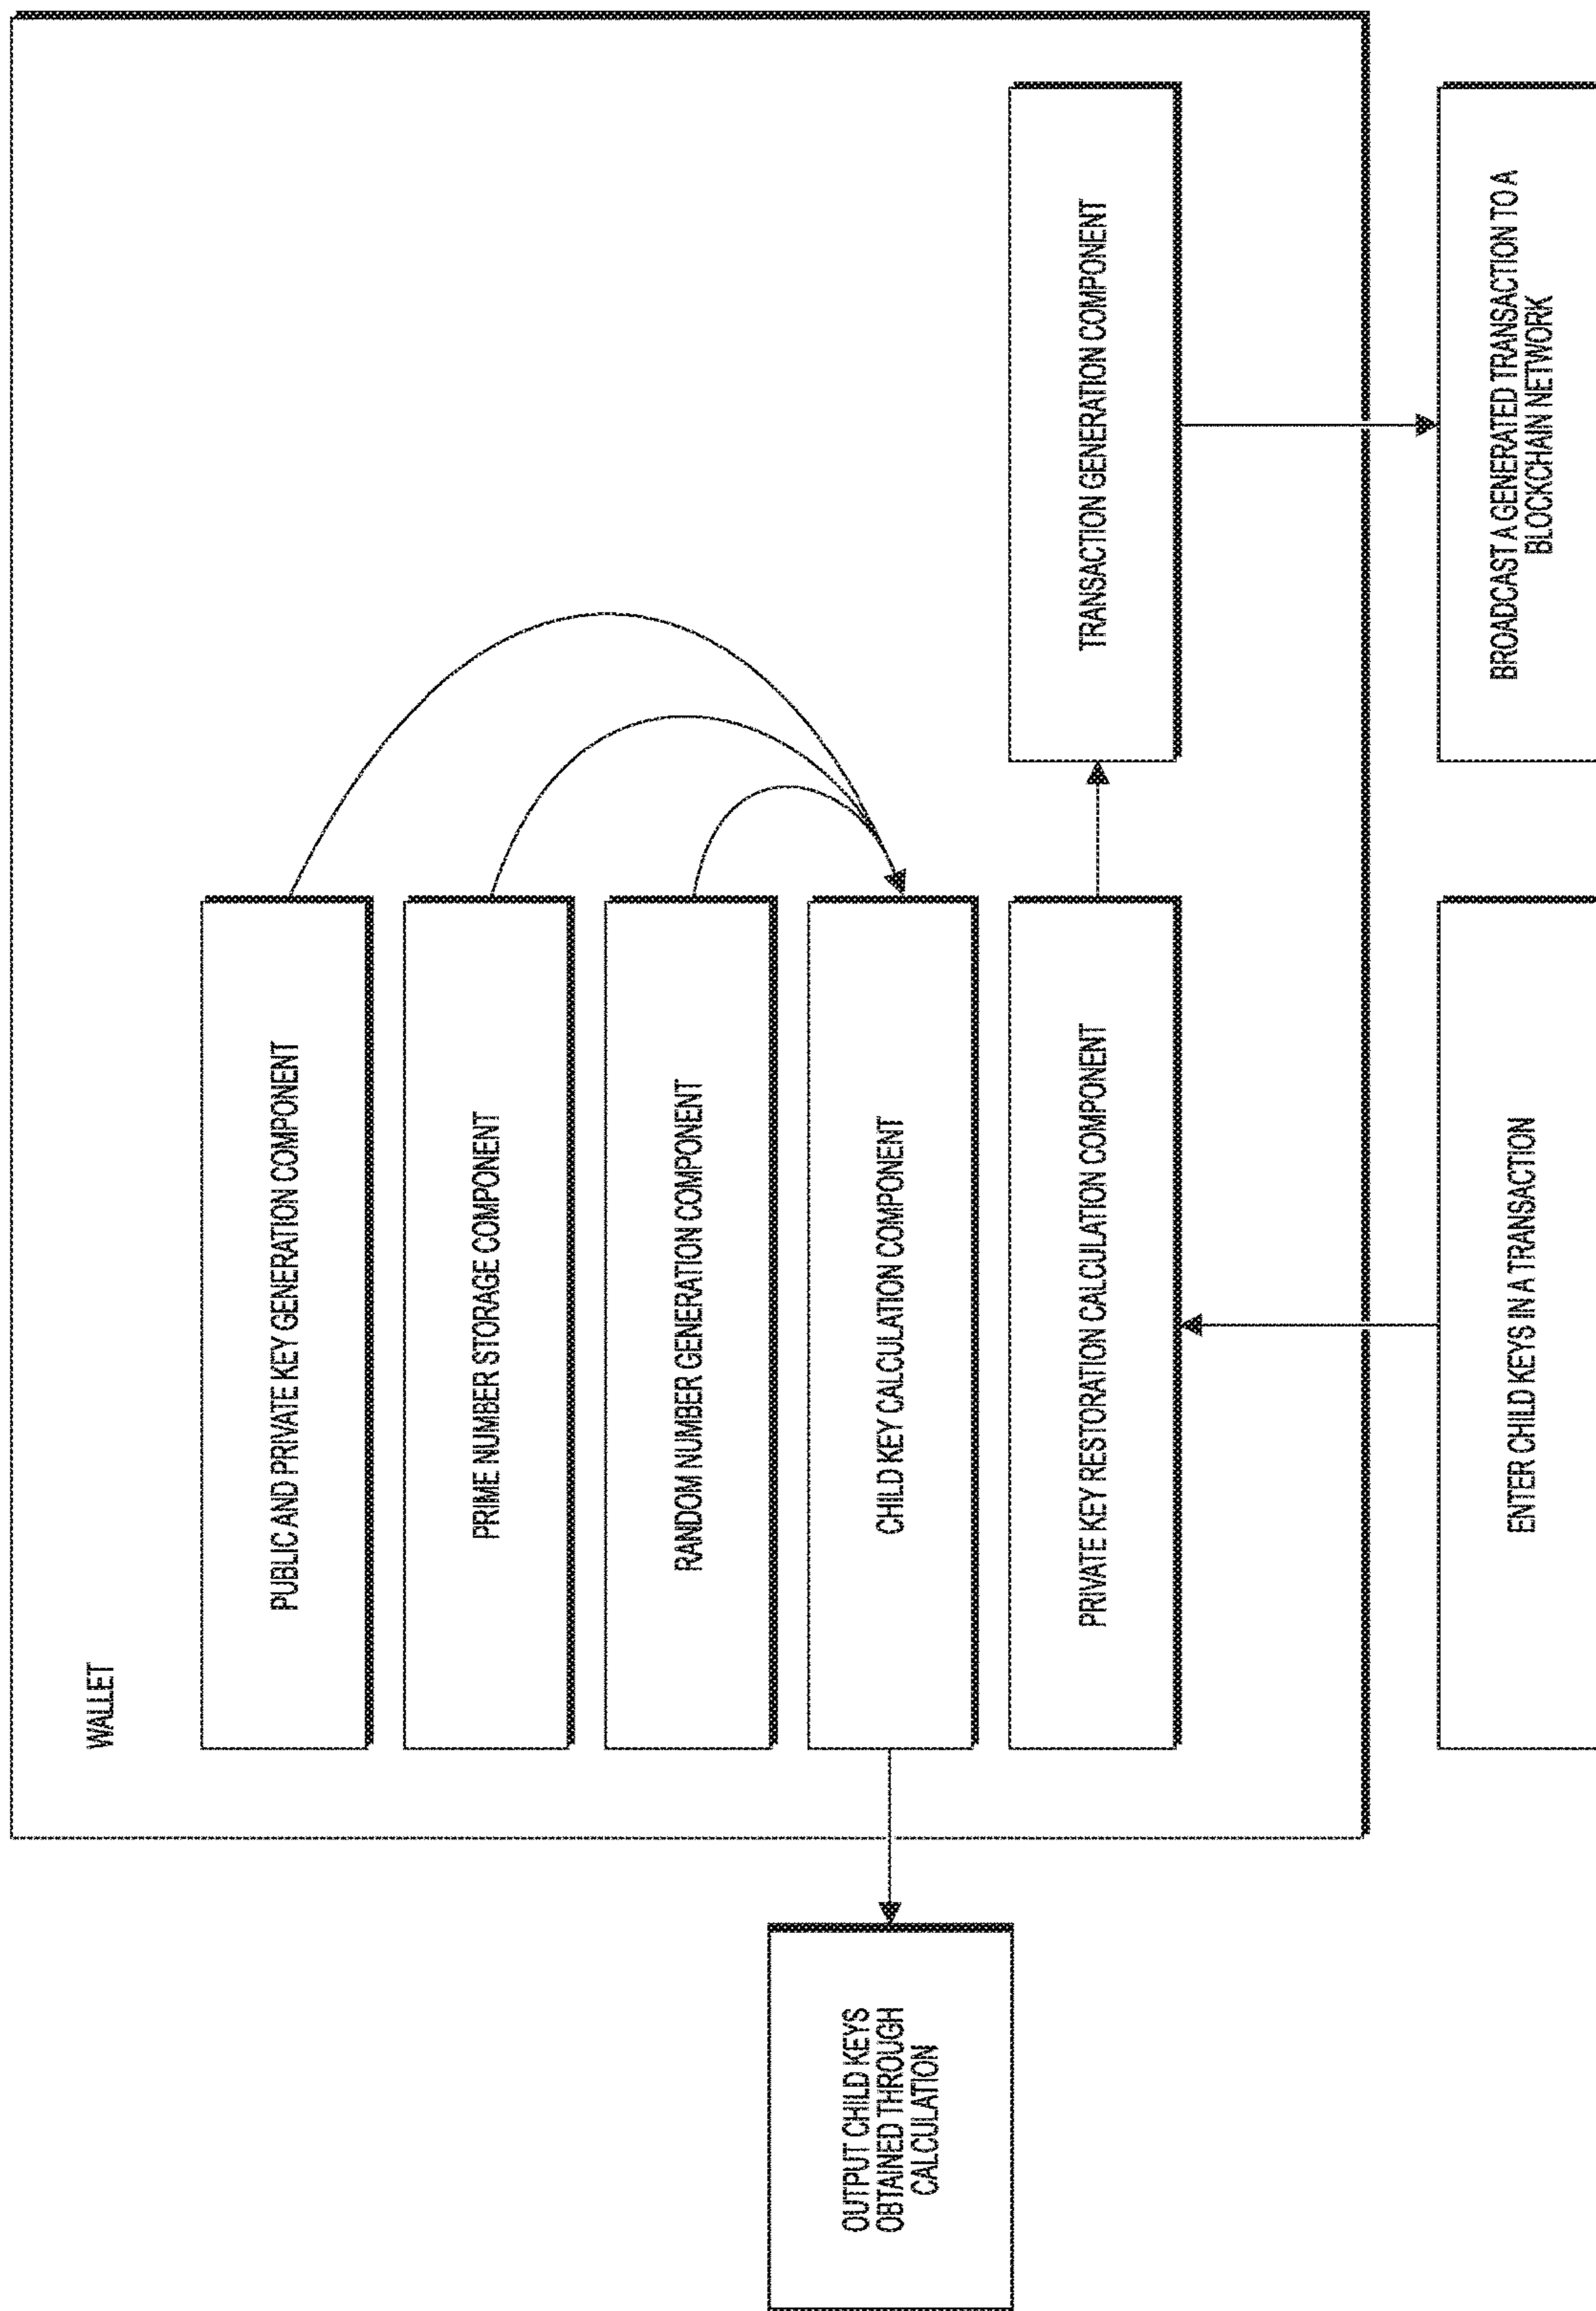 WALLET
PUBLIC AND PRIVATE KEY GENERATION COMPONENT
PRIME NUMBER STORAGE COMPONENT
RANDOM NUMBER GENERATION COMPONENT
CHILD KEY CALCULATION COMPONENT
OUTPUT CHILD KEYS
OBTAINED THROUGH
CALCULATION
PRIVATE KEY RESTORATION CALCULATION COMPONENT
TRANSACTION GENERATION COMPONENT
ENTER CHILD KEYS IN A TRANSACTION
BROADCAST A GENERATED TRANSACTION TO A
BLOCKCHAIN NETWORK